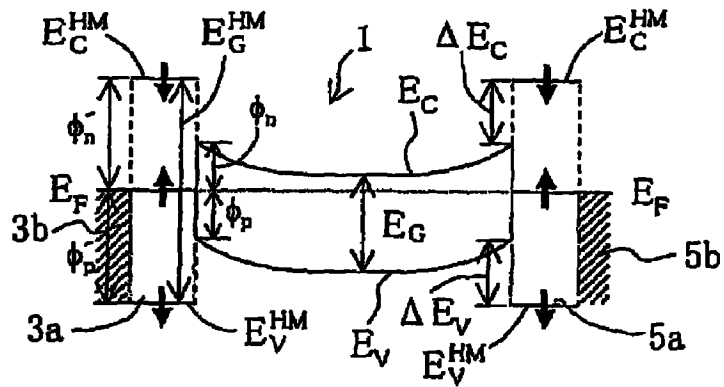 E_C^HM E_G^HM 1 ΔE_C E_C^HM
E_C
ϕ_n^- ϕ_n
E_F E_F
3b ϕ_p E_G
ϕ_p^- 5b
3a E_V^HM E_V ΔE_V E_V^HM 5a